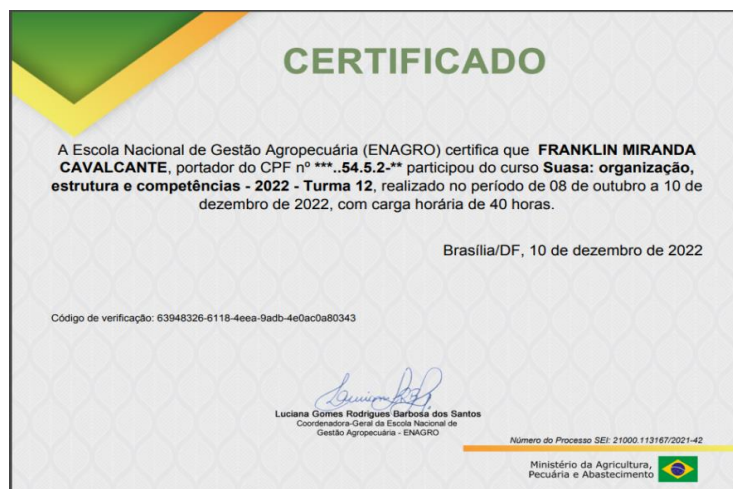 CERTIFICADO
A Escola Nacional de Gestão Agropecuária (ENAGRO) certifica que FRANKLIN MIRANDA
CAVALCANTE, portador do CPF nº ***..54.5.2-** participou do curso Suasa: organização,
estrutura e competências - 2022 - Turma 12, realizado no período de 08 de outubro a 10 de
dezembro de 2022, com carga horária de 40 horas.
Brasília/DF, 10 de dezembro de 2022
Código de verificação: 63948326-6118-4eea-9adb-4e0ac0a80343
Luciana Gomes Rodrigues Barbosa dos Santos
Coordenadora-Geral da Escola Nacional de
Gestão Agropecuária - ENAGRO
Número do Processo SEI: 21000.113167/2021-42
Ministério da Agricultura,
Pecuária e Abastecimento